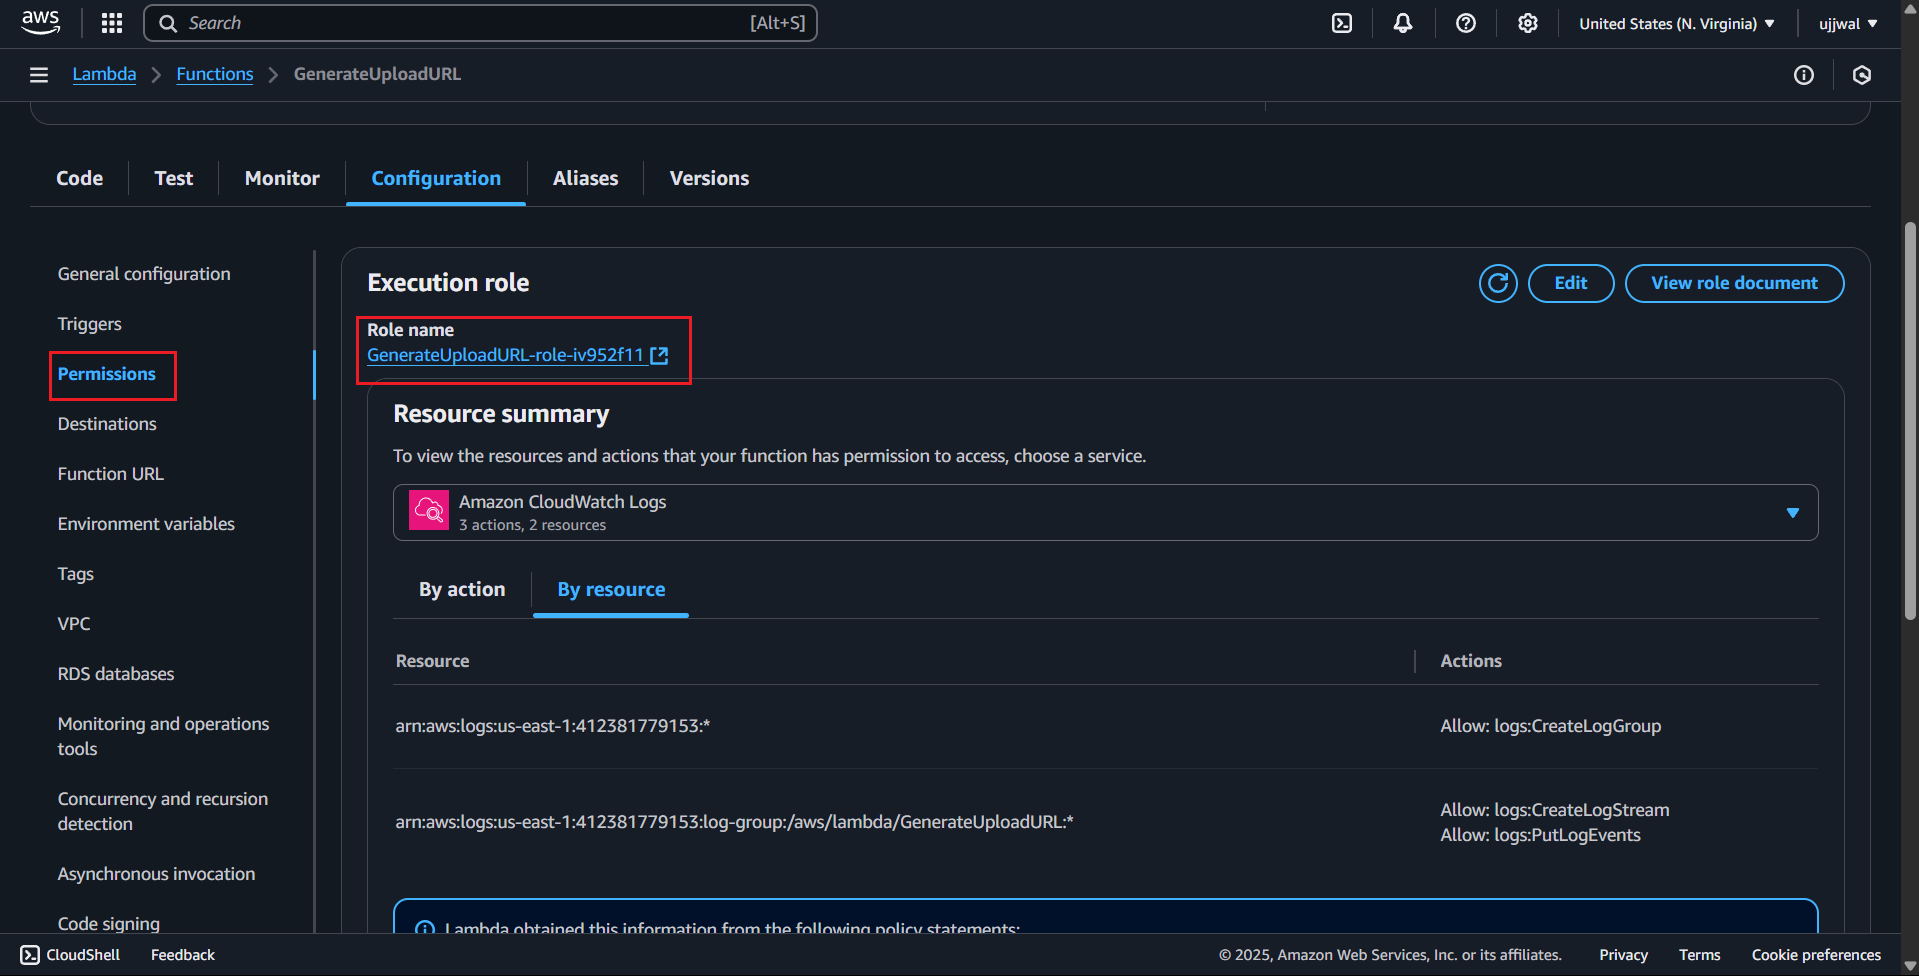 aws
Search [Alt+S]
United States (N. Virginia)
ujjwal
Lambda
Functions
GenerateUploadURL
Code
Test
Monitor
Configuration
Aliases
Versions
General configuration
Triggers
Permissions
Destinations
Function URL
Environment variables
Tags
VPC
RDS databases
Monitoring and operations
tools
Concurrency and recursion
detection
Asynchronous invocation
Code signing
Execution role
Edit
View role document
Role name
GenerateUploadURL-role-iv952f11
Resource summary
To view the resources and actions that your function has permission to access, choose a service.
Amazon CloudWatch Logs
3 actions, 2 resources
By action
By resource
Resource
Actions
arn:aws:logs:us-east-1:412381779153:*
Allow: logs:CreateLogGroup
arn:aws:logs:us-east-1:412381779153:log-group:/aws/lambda/GenerateUploadURL:*
Allow: logs:CreateLogStream
Allow: logs:PutLogEvents
Lambda obtained this information from the following policy statements:
CloudShell
Feedback
© 2025, Amazon Web Services, Inc. or its affiliates.
Privacy
Terms
Cookie preferences